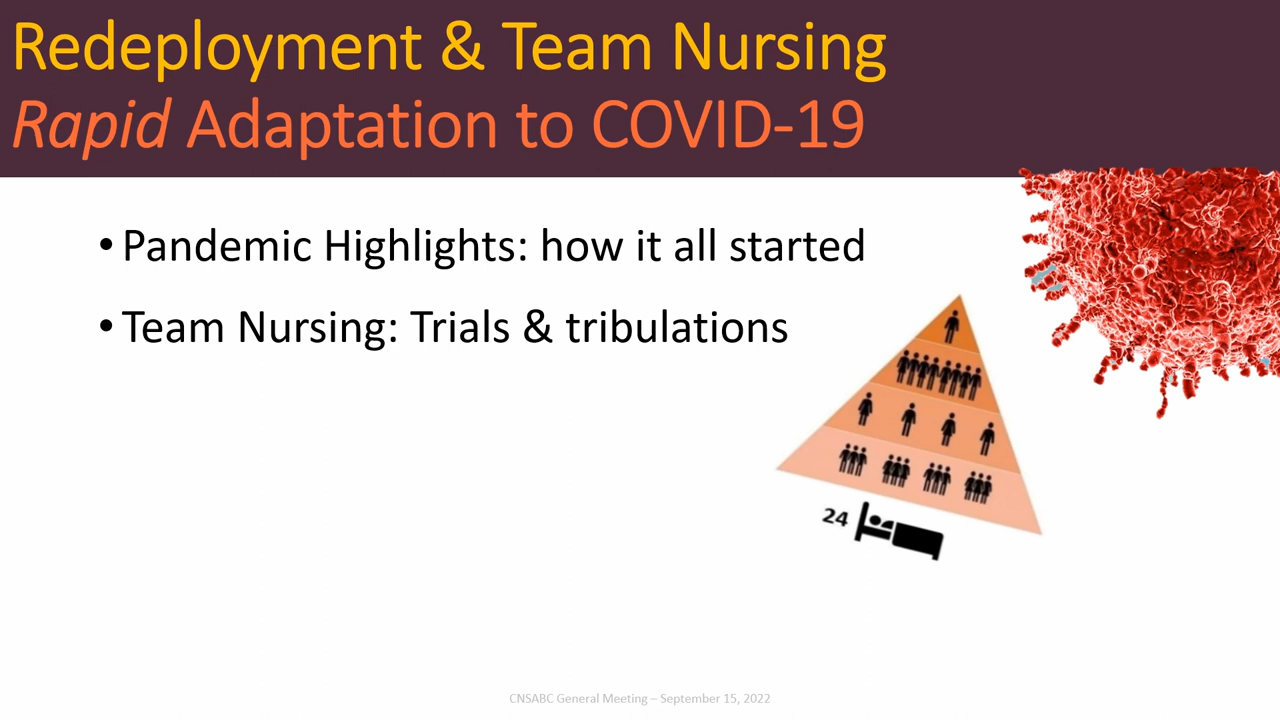 Redeployment & Team Nursing
Rapid Adaptation to COVID-19
• Pandemic Highlights: how it all started
• Team Nursing: Trials & tribulations
24
CNSABC General Meeting – September 15, 2022